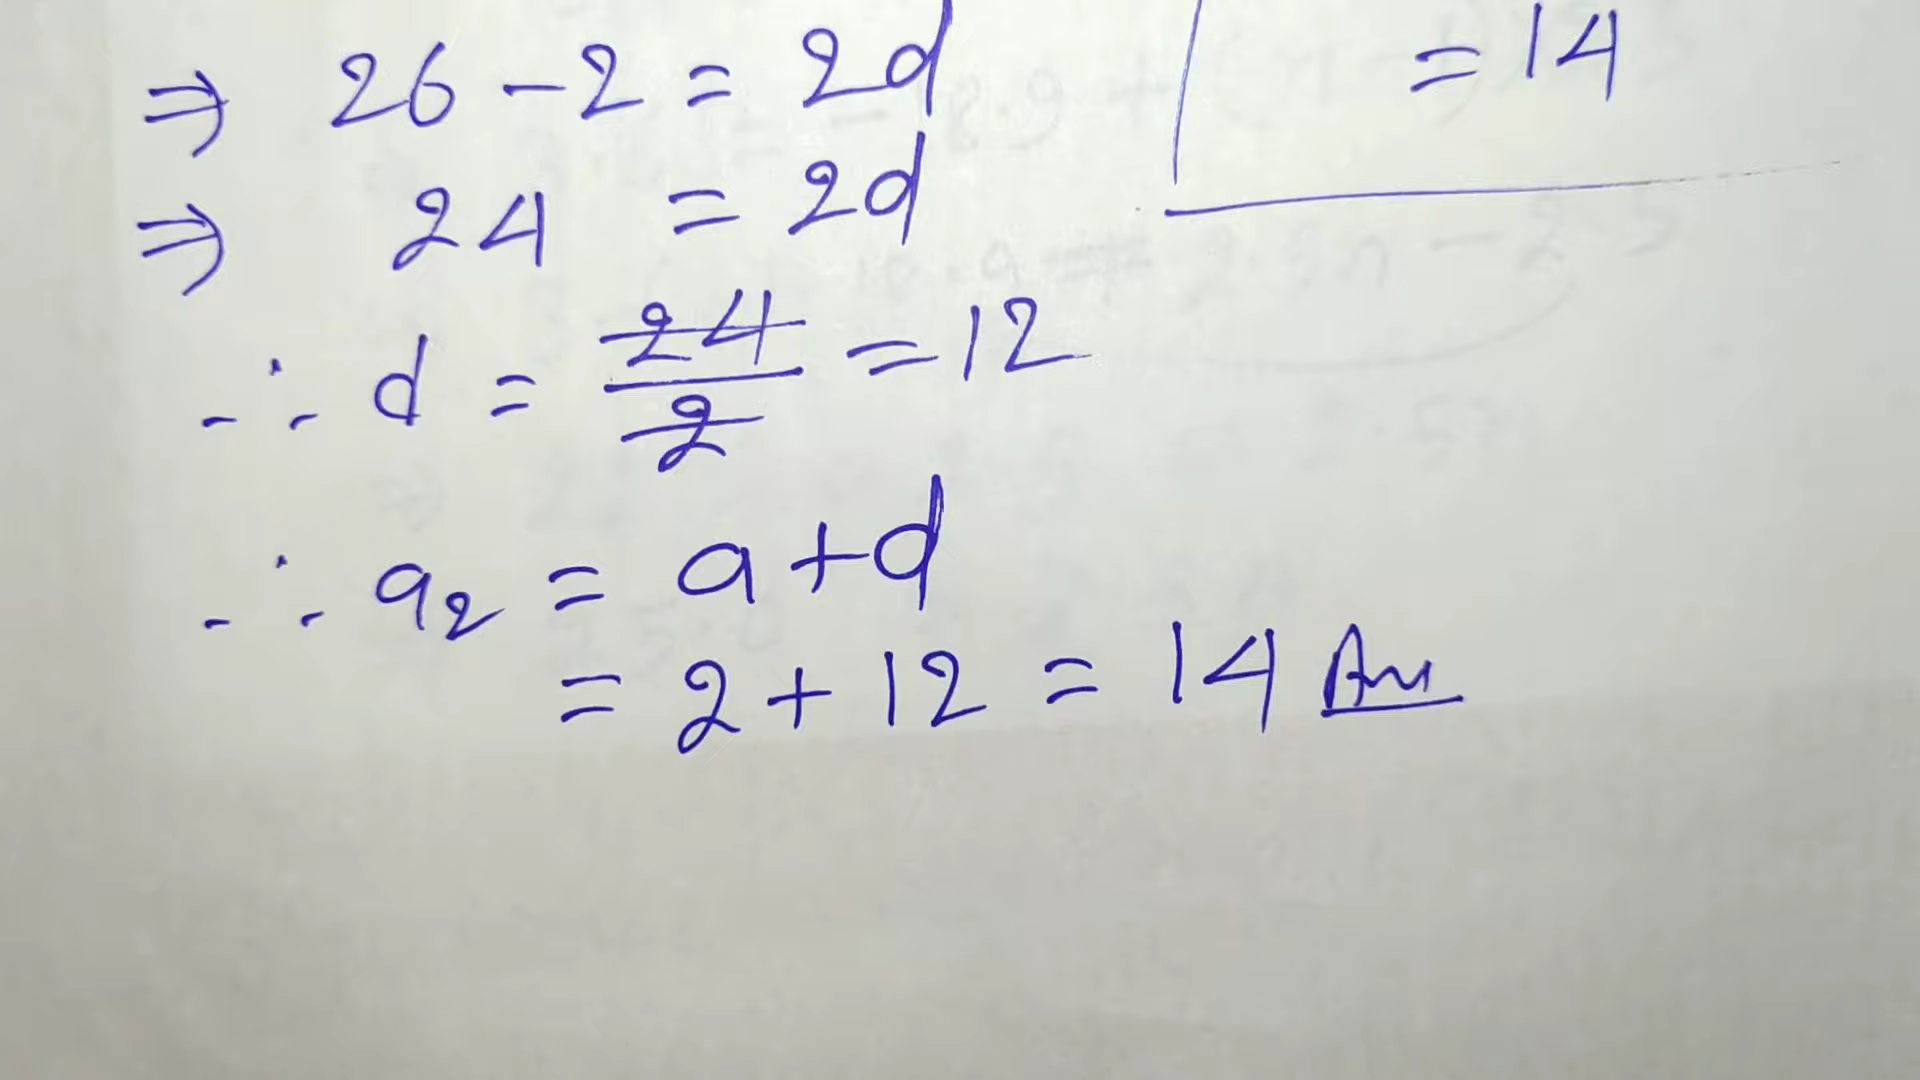 ⇒ 26 - 2 = 2d
= 14
⇒ 24 = 2d
∴ d = 24/2 = 12
∴ a₂ = a + d
= 2 + 12 = 14 Ans